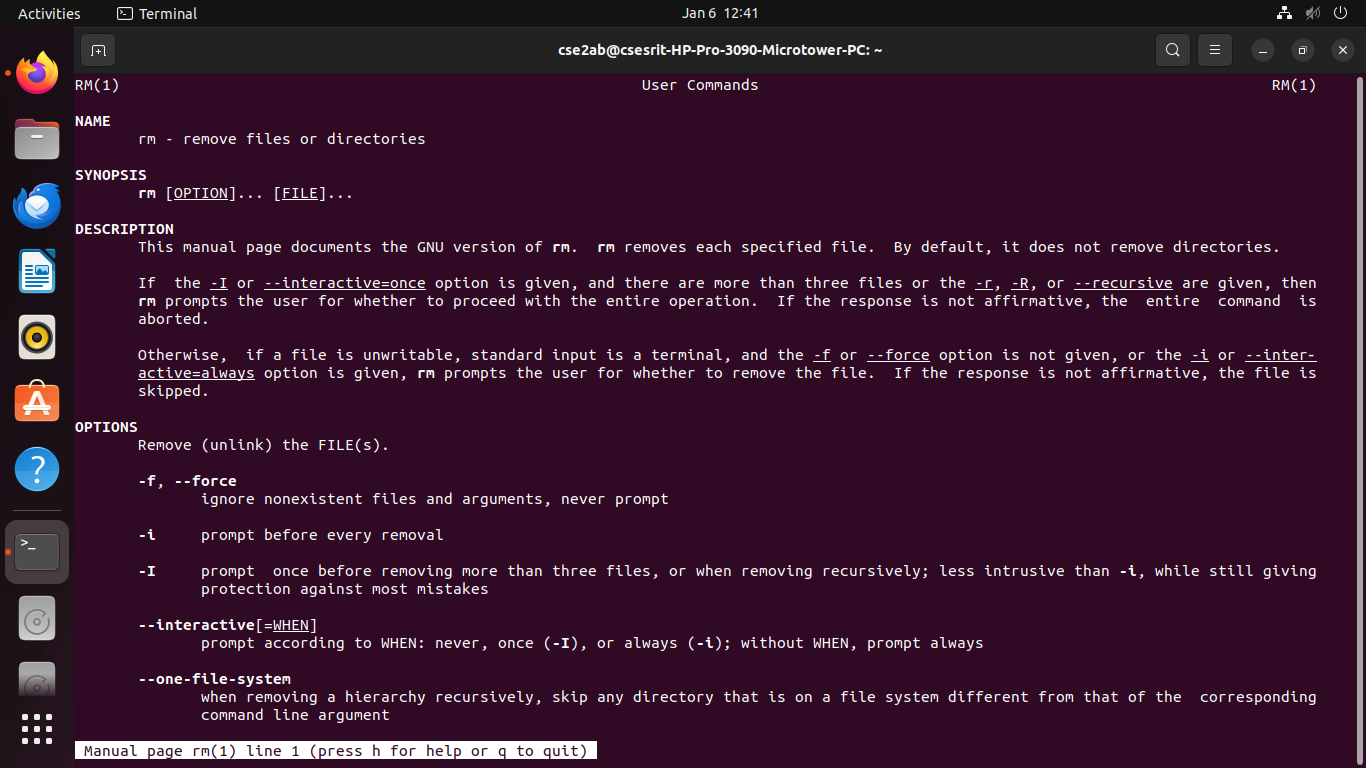 Activities Terminal Jan 6 12:41
cse2ab@csesrit-HP-Pro-3090-Microtower-PC: ~
RM(1) User Commands RM(1)
NAME
rm - remove files or directories
SYNOPSIS
rm [OPTION]... [FILE]...
DESCRIPTION
This manual page documents the GNU version of rm. rm removes each specified file. By default, it does not remove directories.
If the -I or --interactive=once option is given, and there are more than three files or the -r, -R, or --recursive are given, then
rm prompts the user for whether to proceed with the entire operation. If the response is not affirmative, the entire command is
aborted.
Otherwise, if a file is unwritable, standard input is a terminal, and the -f or --force option is not given, or the -i or --inter-
active=always option is given, rm prompts the user for whether to remove the file. If the response is not affirmative, the file is
skipped.
OPTIONS
Remove (unlink) the FILE(s).
-f, --force
ignore nonexistent files and arguments, never prompt
-i prompt before every removal
-I prompt once before removing more than three files, or when removing recursively; less intrusive than -i, while still giving
protection against most mistakes
--interactive[=WHEN]
prompt according to WHEN: never, once (-I), or always (-i); without WHEN, prompt always
--one-file-system
when removing a hierarchy recursively, skip any directory that is on a file system different from that of the corresponding
command line argument
Manual page rm(1) line 1 (press h for help or q to quit)